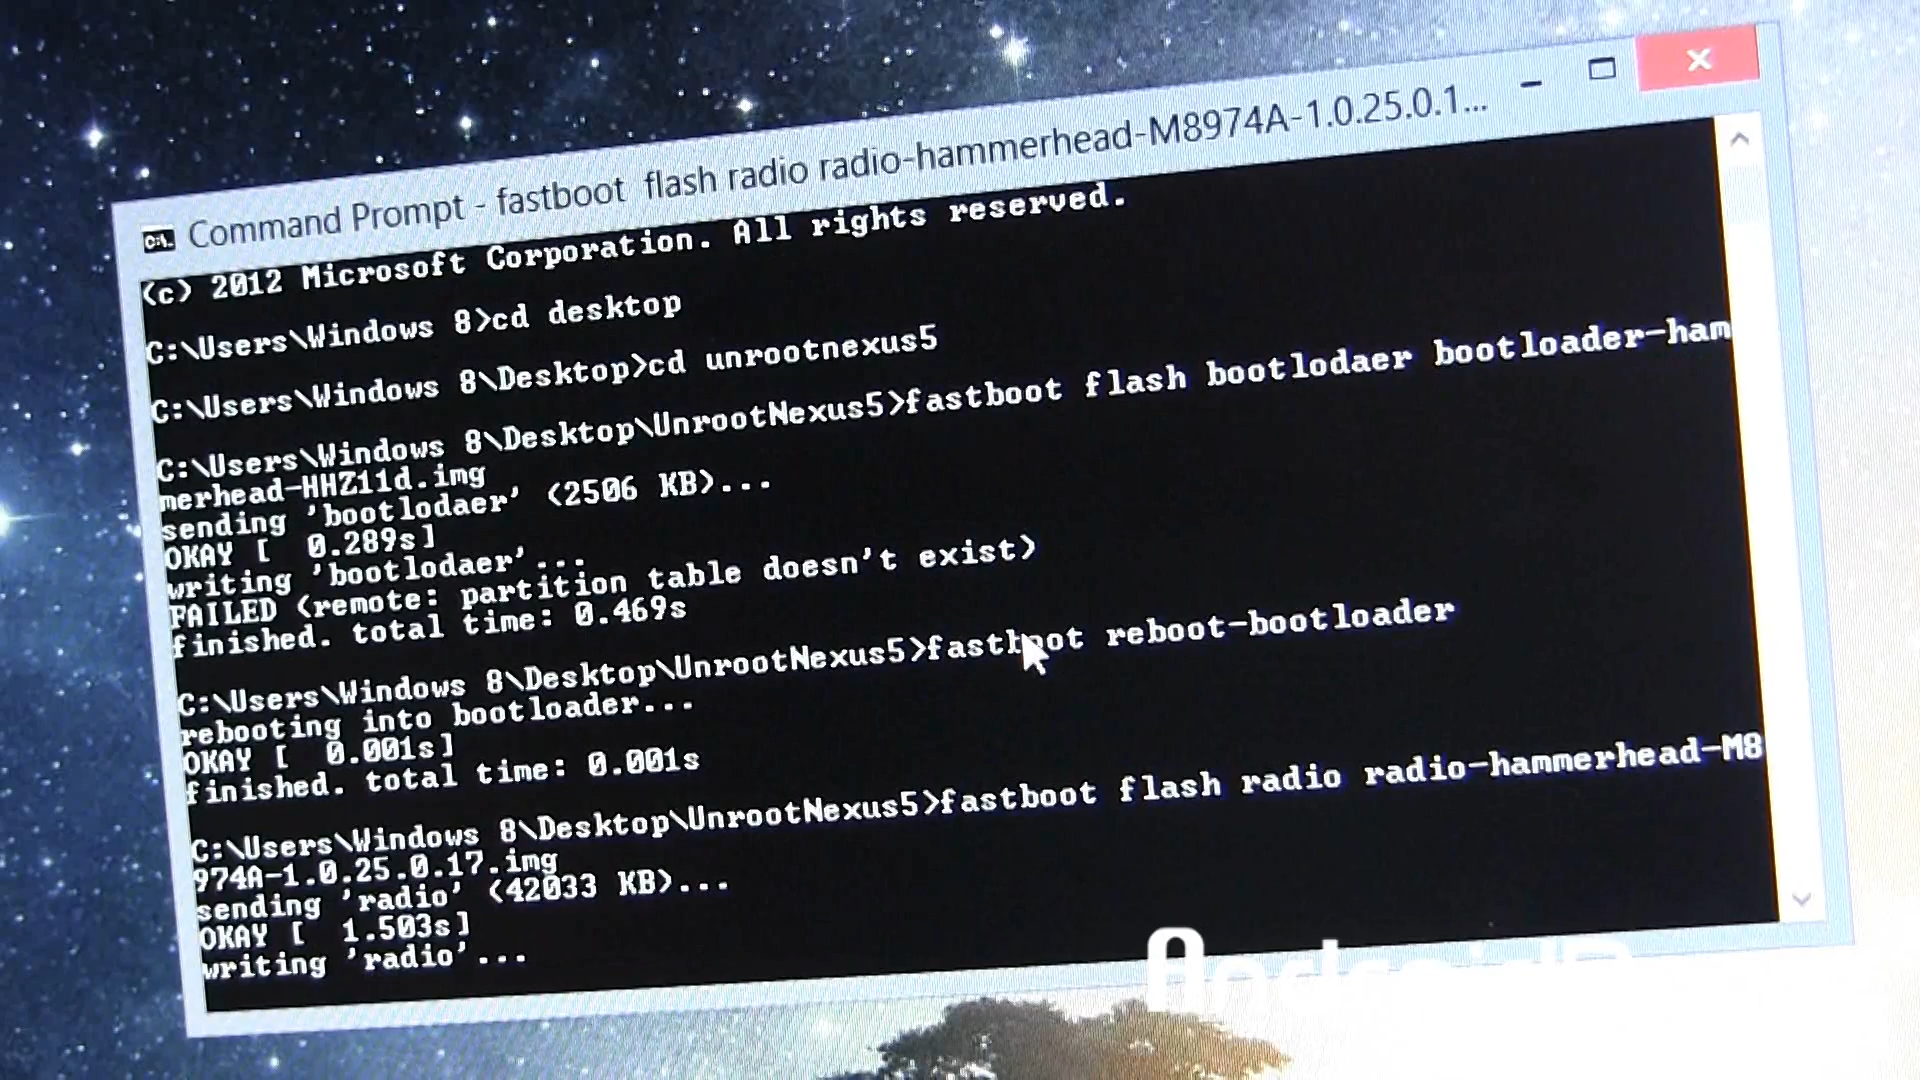 Command Prompt - fastboot flash radio radio-hammerhead-M8974A-1.0.25.0.1...
(c) 2012 Microsoft Corporation. All rights reserved.
C:\Users\Windows 8>cd desktop
C:\Users\Windows 8\Desktop>cd unrootnexus5
C:\Users\Windows 8\Desktop\UnrootNexus5>fastboot flash bootlodaer bootloader-ham
merhead-HHZ11d.img
sending 'bootlodaer' (2506 KB)...
OKAY [  0.289s]
writing 'bootlodaer'...
FAILED (remote: partition table doesn't exist)
finished. total time: 0.469s
C:\Users\Windows 8\Desktop\UnrootNexus5>fastboot reboot-bootloader
rebooting into bootloader...
OKAY [  0.001s]
finished. total time: 0.001s
C:\Users\Windows 8\Desktop\UnrootNexus5>fastboot flash radio radio-hammerhead-M8
974A-1.0.25.0.17.img
sending 'radio' (42033 KB)...
OKAY [  1.503s]
writing 'radio'...